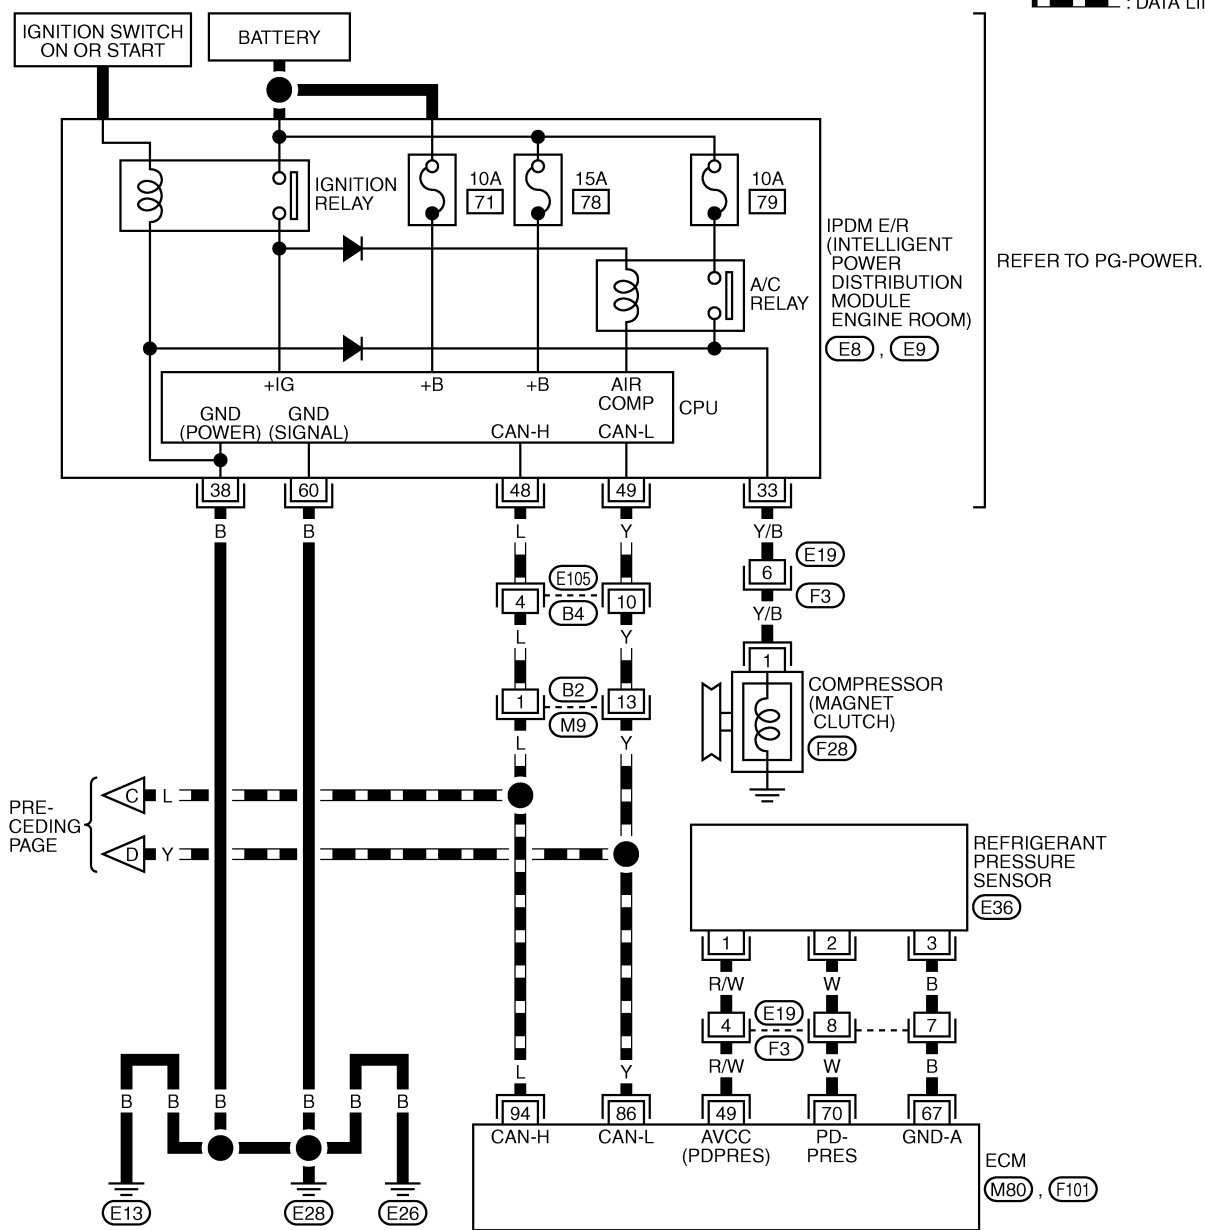 : DATA LI
IGNITION SWITCH
ON OR START
BATTERY
IGNITION
RELAY
10A
71
15A
78
10A
79
A/C
RELAY
IPDM E/R
(INTELLIGENT
POWER
DISTRIBUTION
MODULE
ENGINE ROOM)
E8 , E9
REFER TO PG-POWER.
+IG
+B
+B
AIR
COMP
CPU
GND
(POWER)
GND
(SIGNAL)
CAN-H
CAN-L
38
60
48
49
33
B
B
L
Y
Y/B
E19
6
F3
E105
4
10
B4
L
Y
Y/B
1
B2
1
13
M9
COMPRESSOR
(MAGNET
CLUTCH)
F28
L
Y
PRE-
CEDING
PAGE
C L
D Y
REFRIGERANT
PRESSURE
SENSOR
E36
1
2
3
R/W
W
B
E19
4
8
7
F3
L
Y
R/W
W
B
B
B
B
B
B
B
94
86
49
70
67
CAN-H
CAN-L
AVCC
(PDPRES)
PD-
PRES
GND-A
ECM
M80 , F101
E13
E28
E26